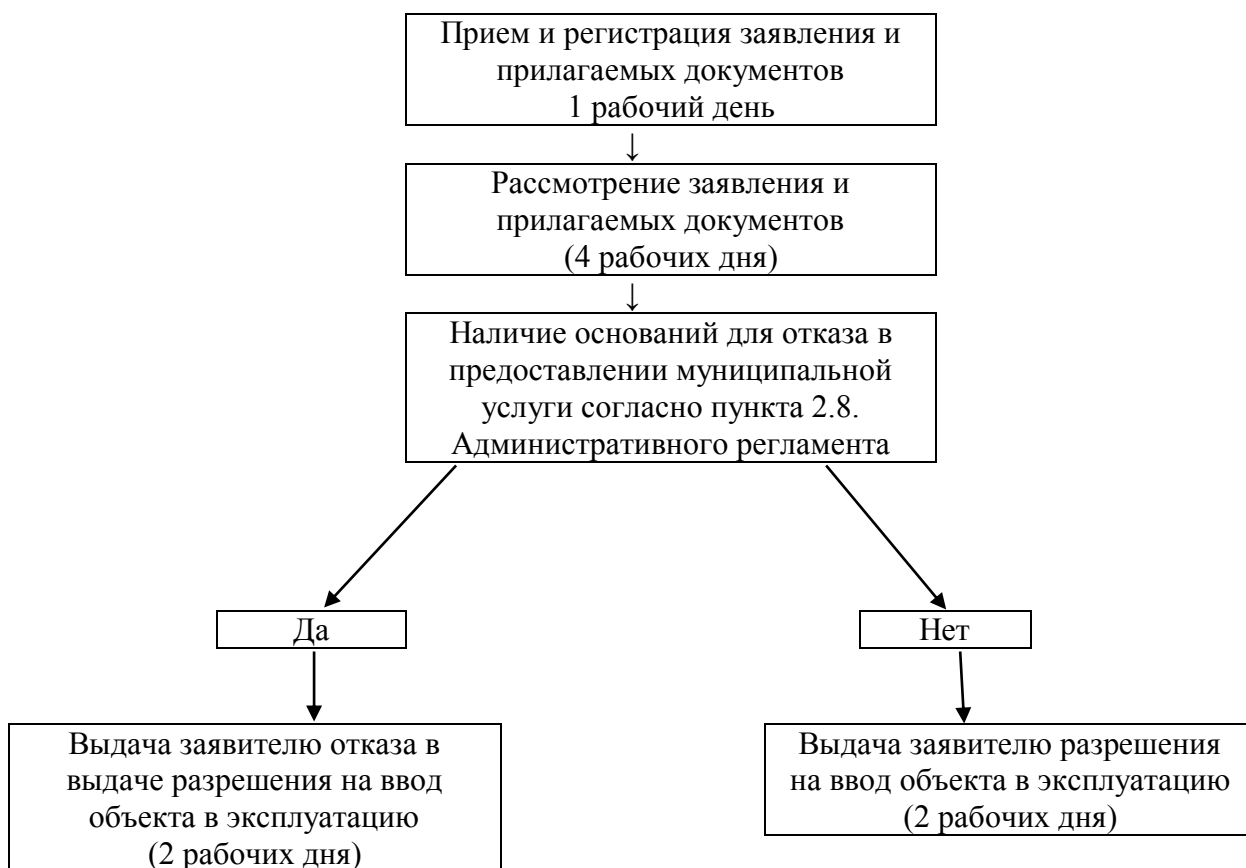 Прием и регистрация заявления и
прилагаемых документов
1 рабочий день
↓
Рассмотрение заявления и
прилагаемых документов
(4 рабочих дня)
↓
Наличие оснований для отказа в
предоставлении муниципальной
услуги согласно пункта 2.8.
Административного регламента
Да
Нет
Выдача заявителю отказа в
выдаче разрешения на ввод
объекта в эксплуатацию
(2 рабочих дня)
Выдача заявителю разрешения
на ввод объекта в эксплуатацию
(2 рабочих дня)